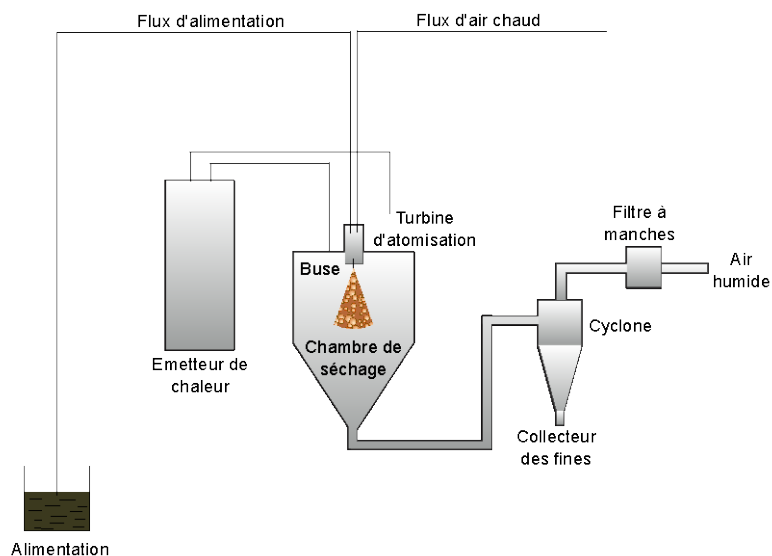 Flux d'alimentation
Flux d'air chaud
Turbine
d'atomisation
Filtre à
manches
Air
humide
Buse
Cyclone
Chambre de
séchage
Emetteur de
chaleur
Collecteur
des fines
Alimentation